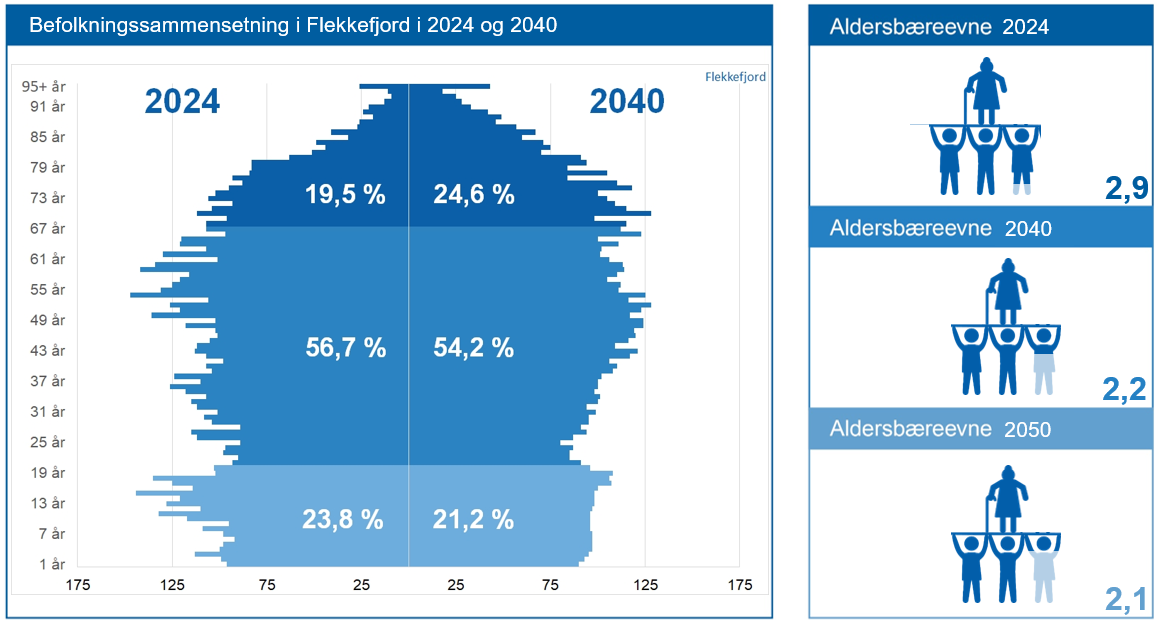 Befolkningssammensetning i Flekkefjord i 2024 og 2040
Flekkefjord
2024
2040
95+ år
91 år
85 år
79 år
73 år
67 år
61 år
55 år
49 år
43 år
37 år
31 år
25 år
19 år
13 år
7 år
1 år
19,5 %
24,6 %
56,7 %
54,2 %
23,8 %
21,2 %
175
125
75
25
25
75
125
175
Aldersbæreevne 2024
2,9
Aldersbæreevne 2040
2,2
Aldersbæreevne 2050
2,1